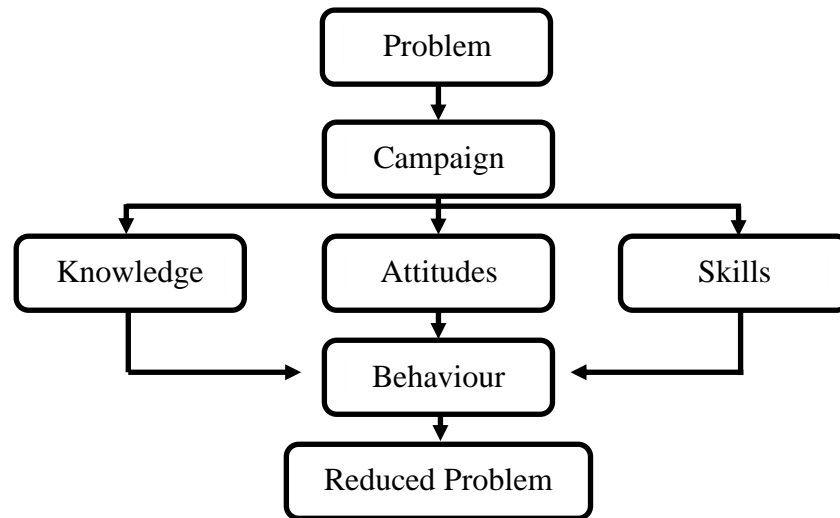 Problem
Campaign
Knowledge
Attitudes
Skills
Behaviour
Reduced Problem